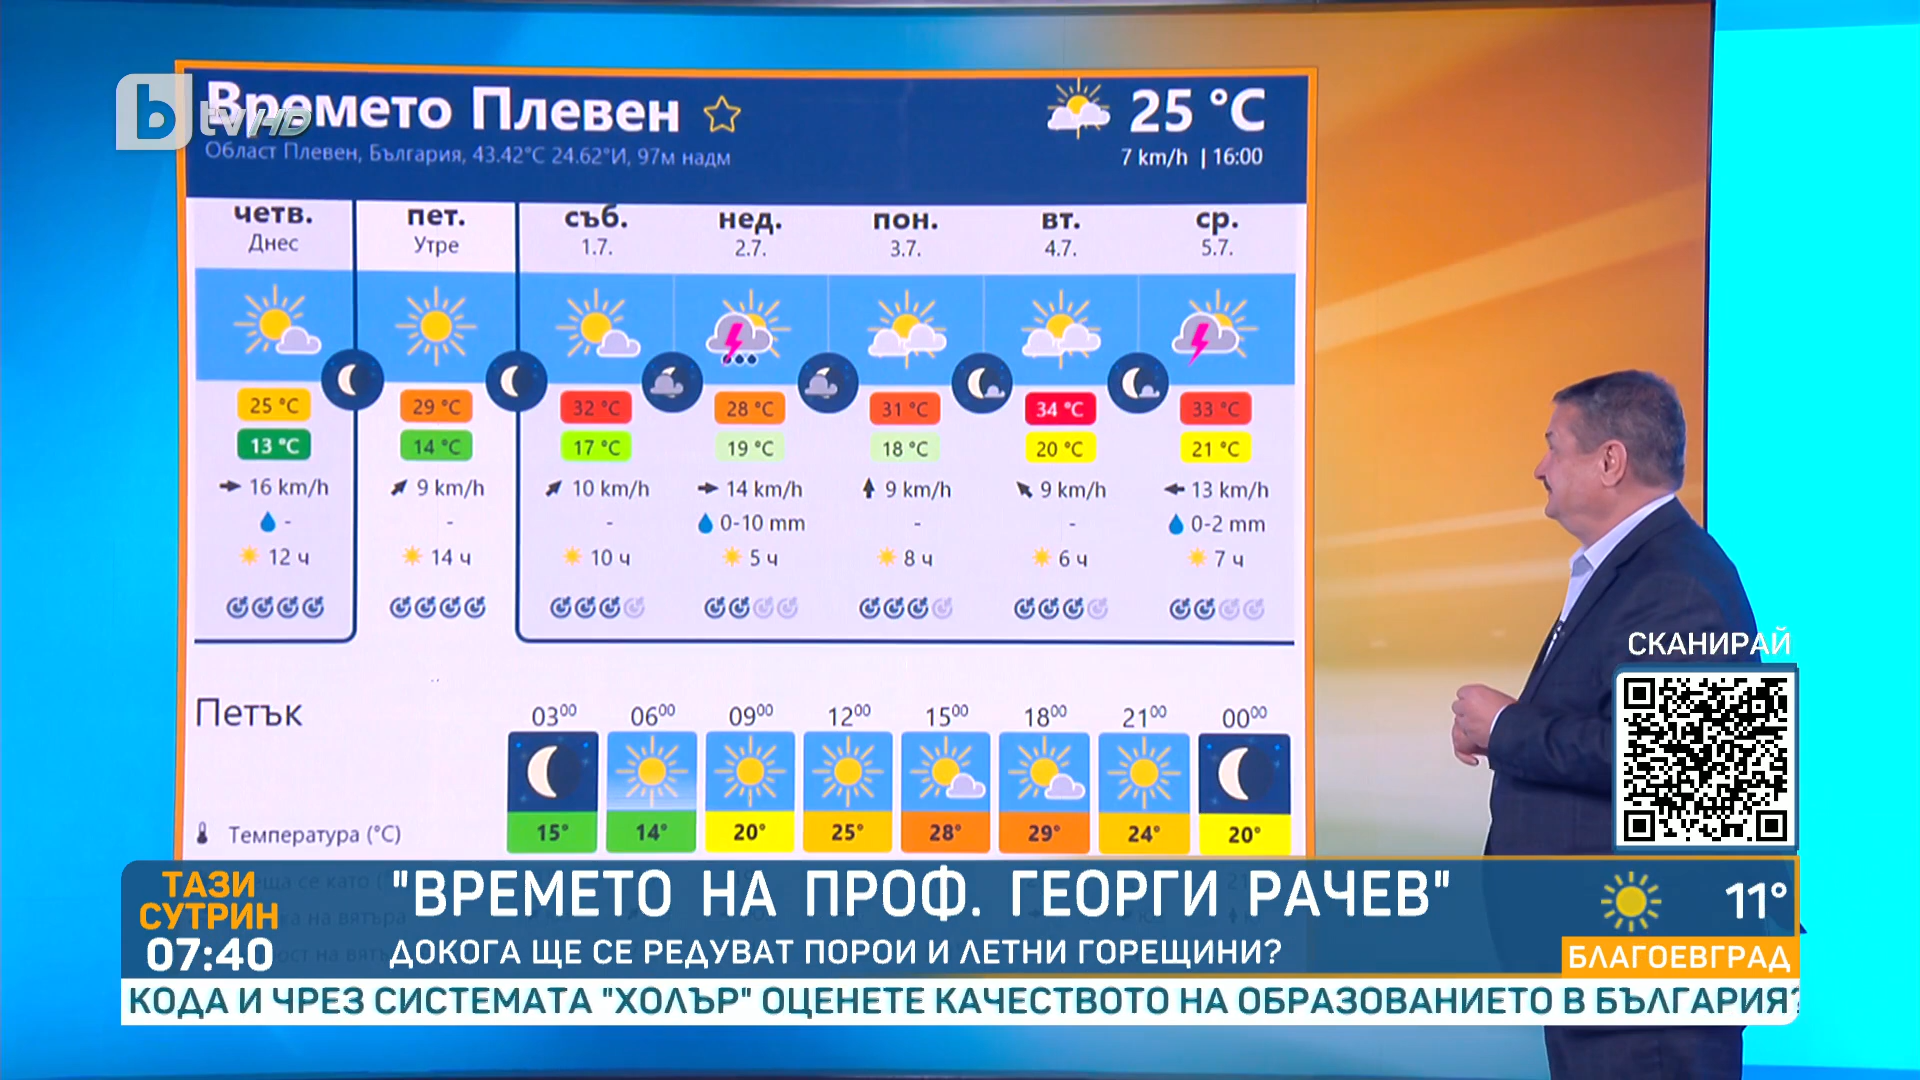 btv HD
Времето Плевен
Област Плевен, България, 43.42°С 24.62°И, 97м надм
25 °C
7 km/h | 16:00
четв. пет. съб. нед. пон. вт. ср.
Днес Утре 1.7. 2.7. 3.7. 4.7. 5.7.
25 °C 29 °C 32 °C 28 °C 31 °C 34 °C 33 °C
13 °C 14 °C 17 °C 19 °C 18 °C 20 °C 21 °C
16 km/h 9 km/h 10 km/h 14 km/h 9 km/h 9 km/h 13 km/h
- - - 0-10 mm - - 0-2 mm
12 ч 14 ч 10 ч 5 ч 8 ч 6 ч 7 ч
Петък
03⁰⁰ 06⁰⁰ 09⁰⁰ 12⁰⁰ 15⁰⁰ 18⁰⁰ 21⁰⁰ 00⁰⁰
Температура (°C) 15° 14° 20° 25° 28° 29° 24° 20°
СКАНИРАЙ
ТАЗИ СУТРИН
07:40
"ВРЕМЕТО НА ПРОФ. ГЕОРГИ РАЧЕВ"
ДОКОГА ЩЕ СЕ РЕДУВАТ ПОРОИ И ЛЕТНИ ГОРЕЩИНИ?
11°
БЛАГОЕВГРАД
КОДА И ЧРЕЗ СИСТЕМАТА "ХОЛЪР" ОЦЕНЕТЕ КАЧЕСТВОТО НА ОБРАЗОВАНИЕТО В БЪЛГАРИЯ?